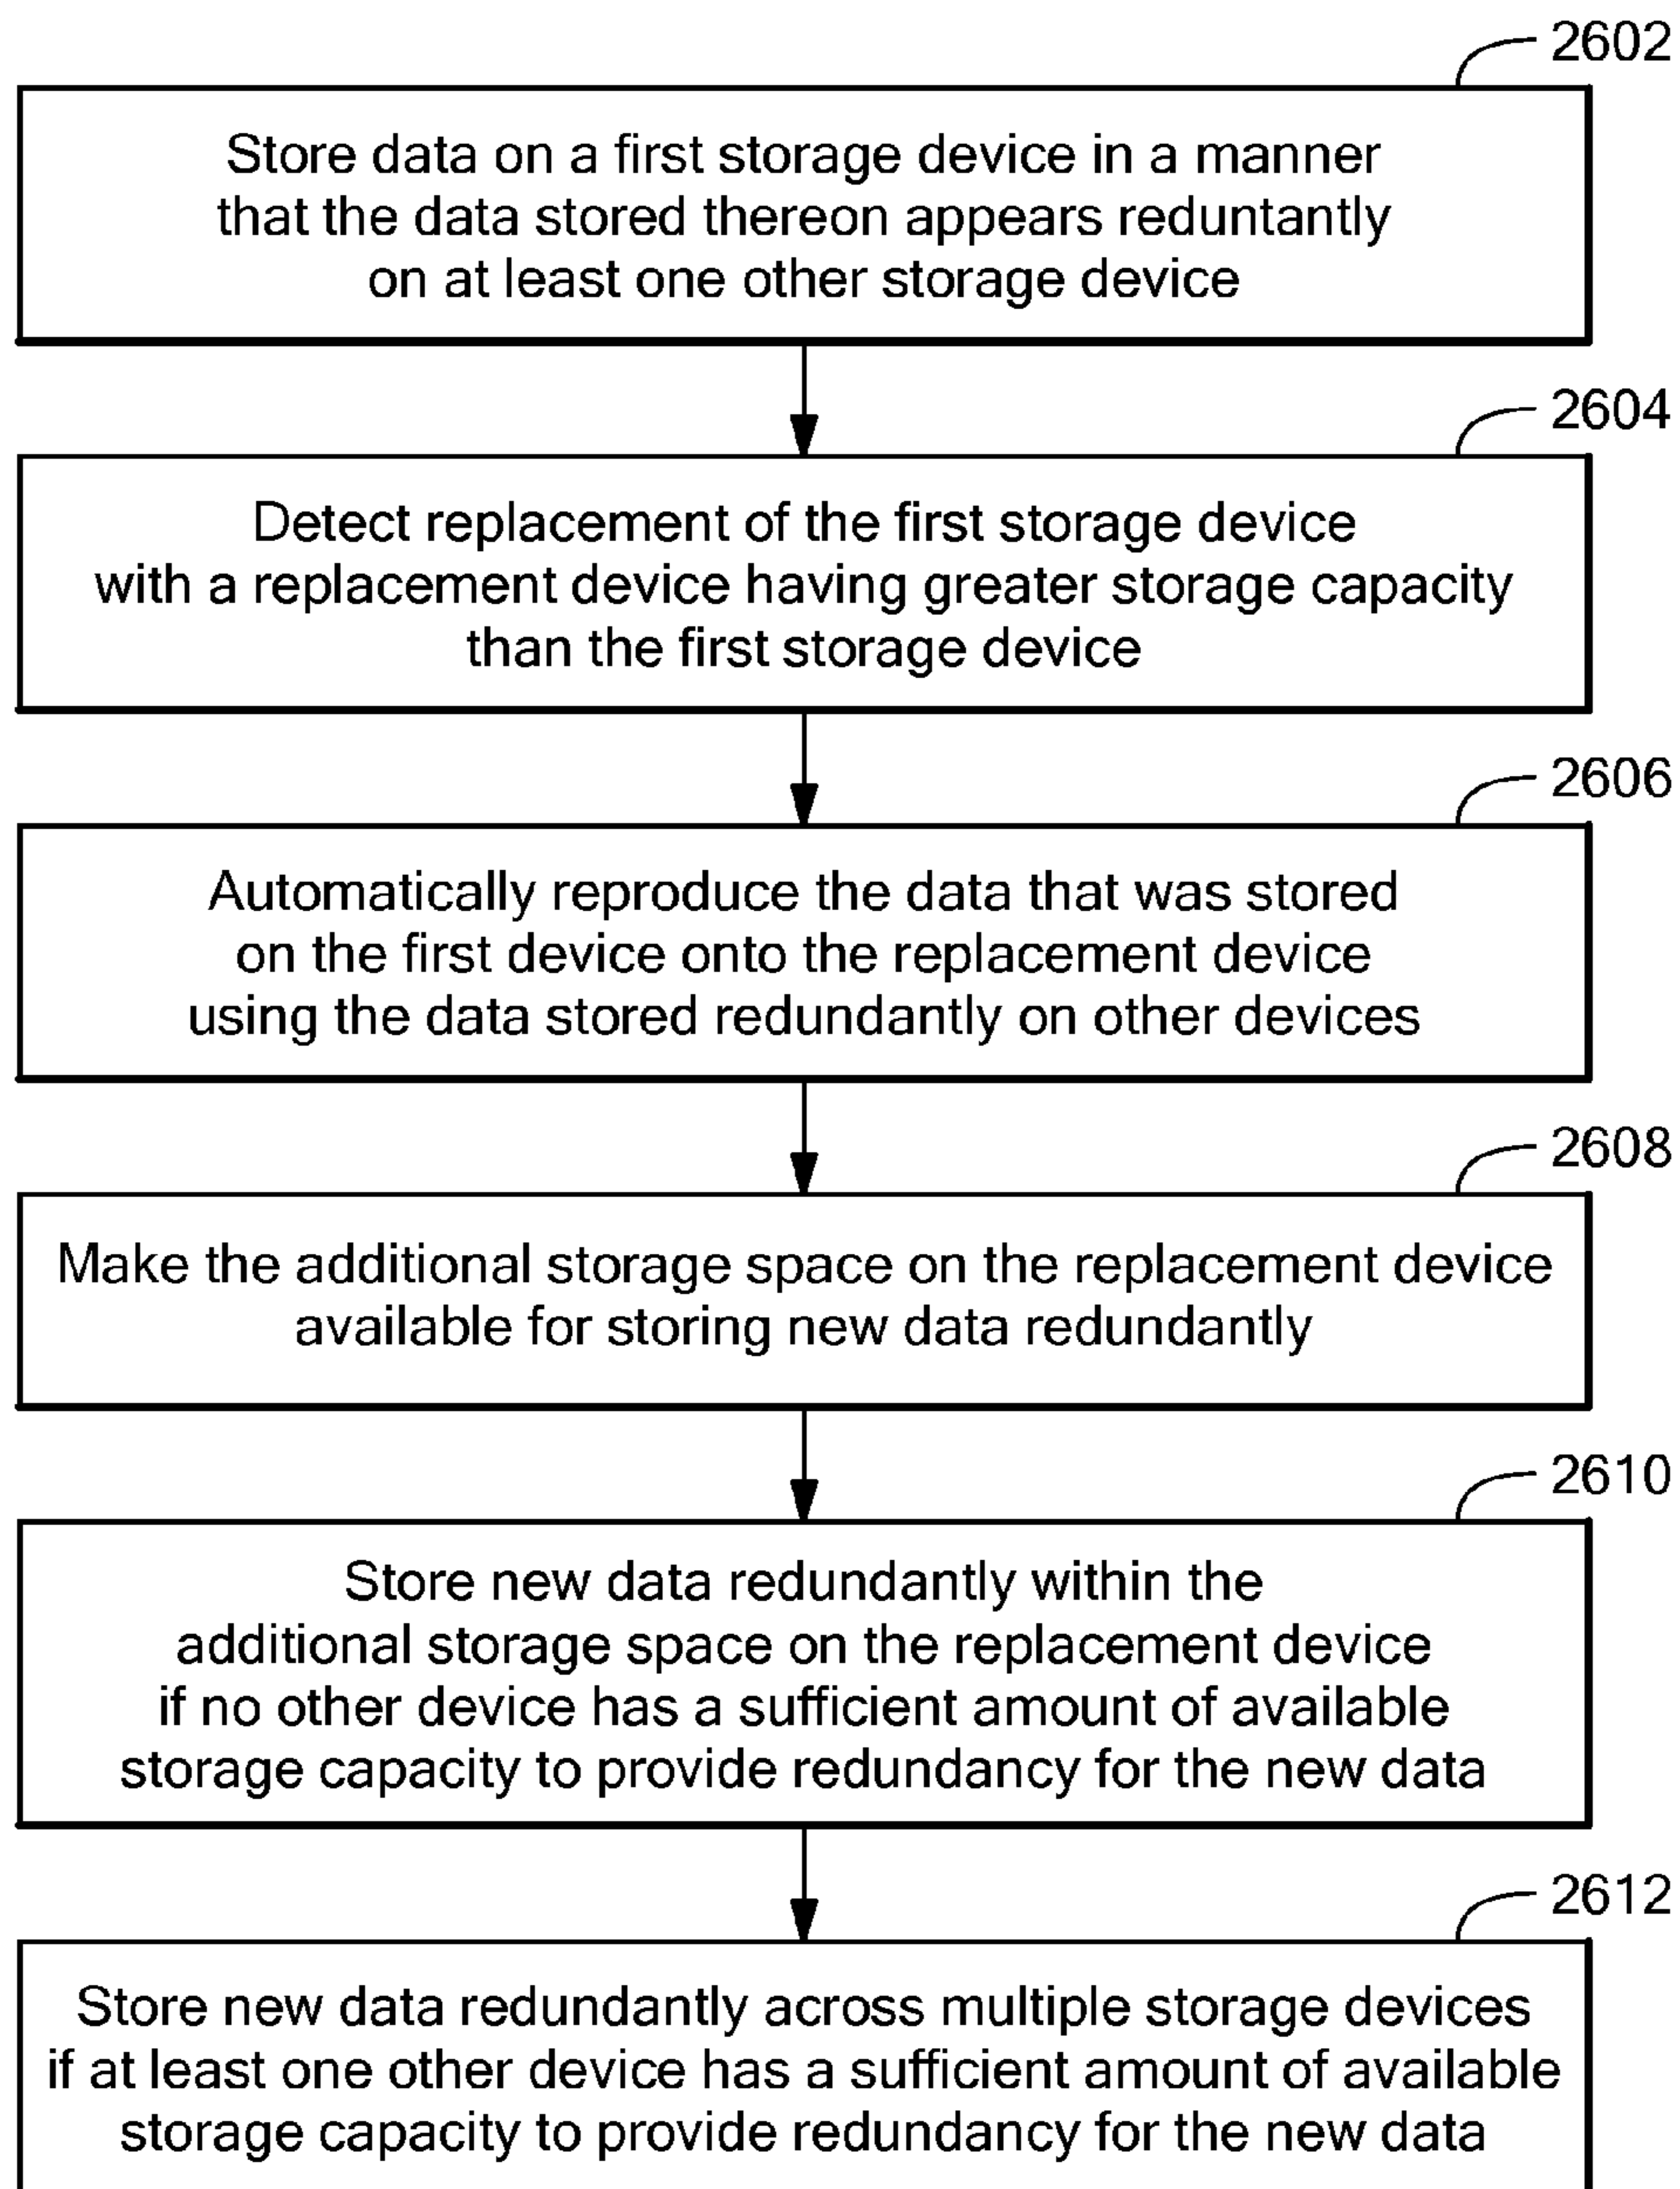 2602
Store data on a first storage device in a manner
that the data stored thereon appears reduntantly
on at least one other storage device
2604
Detect replacement of the first storage device
with a replacement device having greater storage capacity
than the first storage device
2606
Automatically reproduce the data that was stored
on the first device onto the replacement device
using the data stored redundantly on other devices
2608
Make the additional storage space on the replacement device
available for storing new data redundantly
2610
Store new data redundantly within the
additional storage space on the replacement device
if no other device has a sufficient amount of available
storage capacity to provide redundancy for the new data
2612
Store new data redundantly across multiple storage devices
if at least one other device has a sufficient amount of available
storage capacity to provide redundancy for the new data